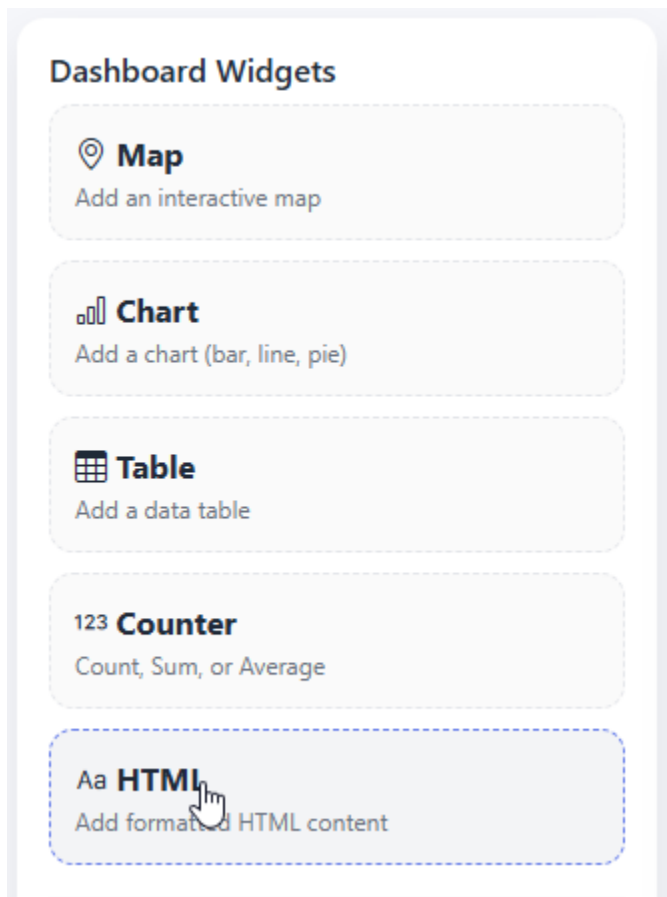 Dashboard Widgets
Map
Add an interactive map
Chart
Add a chart (bar, line, pie)
Table
Add a data table
123 Counter
Count, Sum, or Average
Aa HTML
Add formatted HTML content